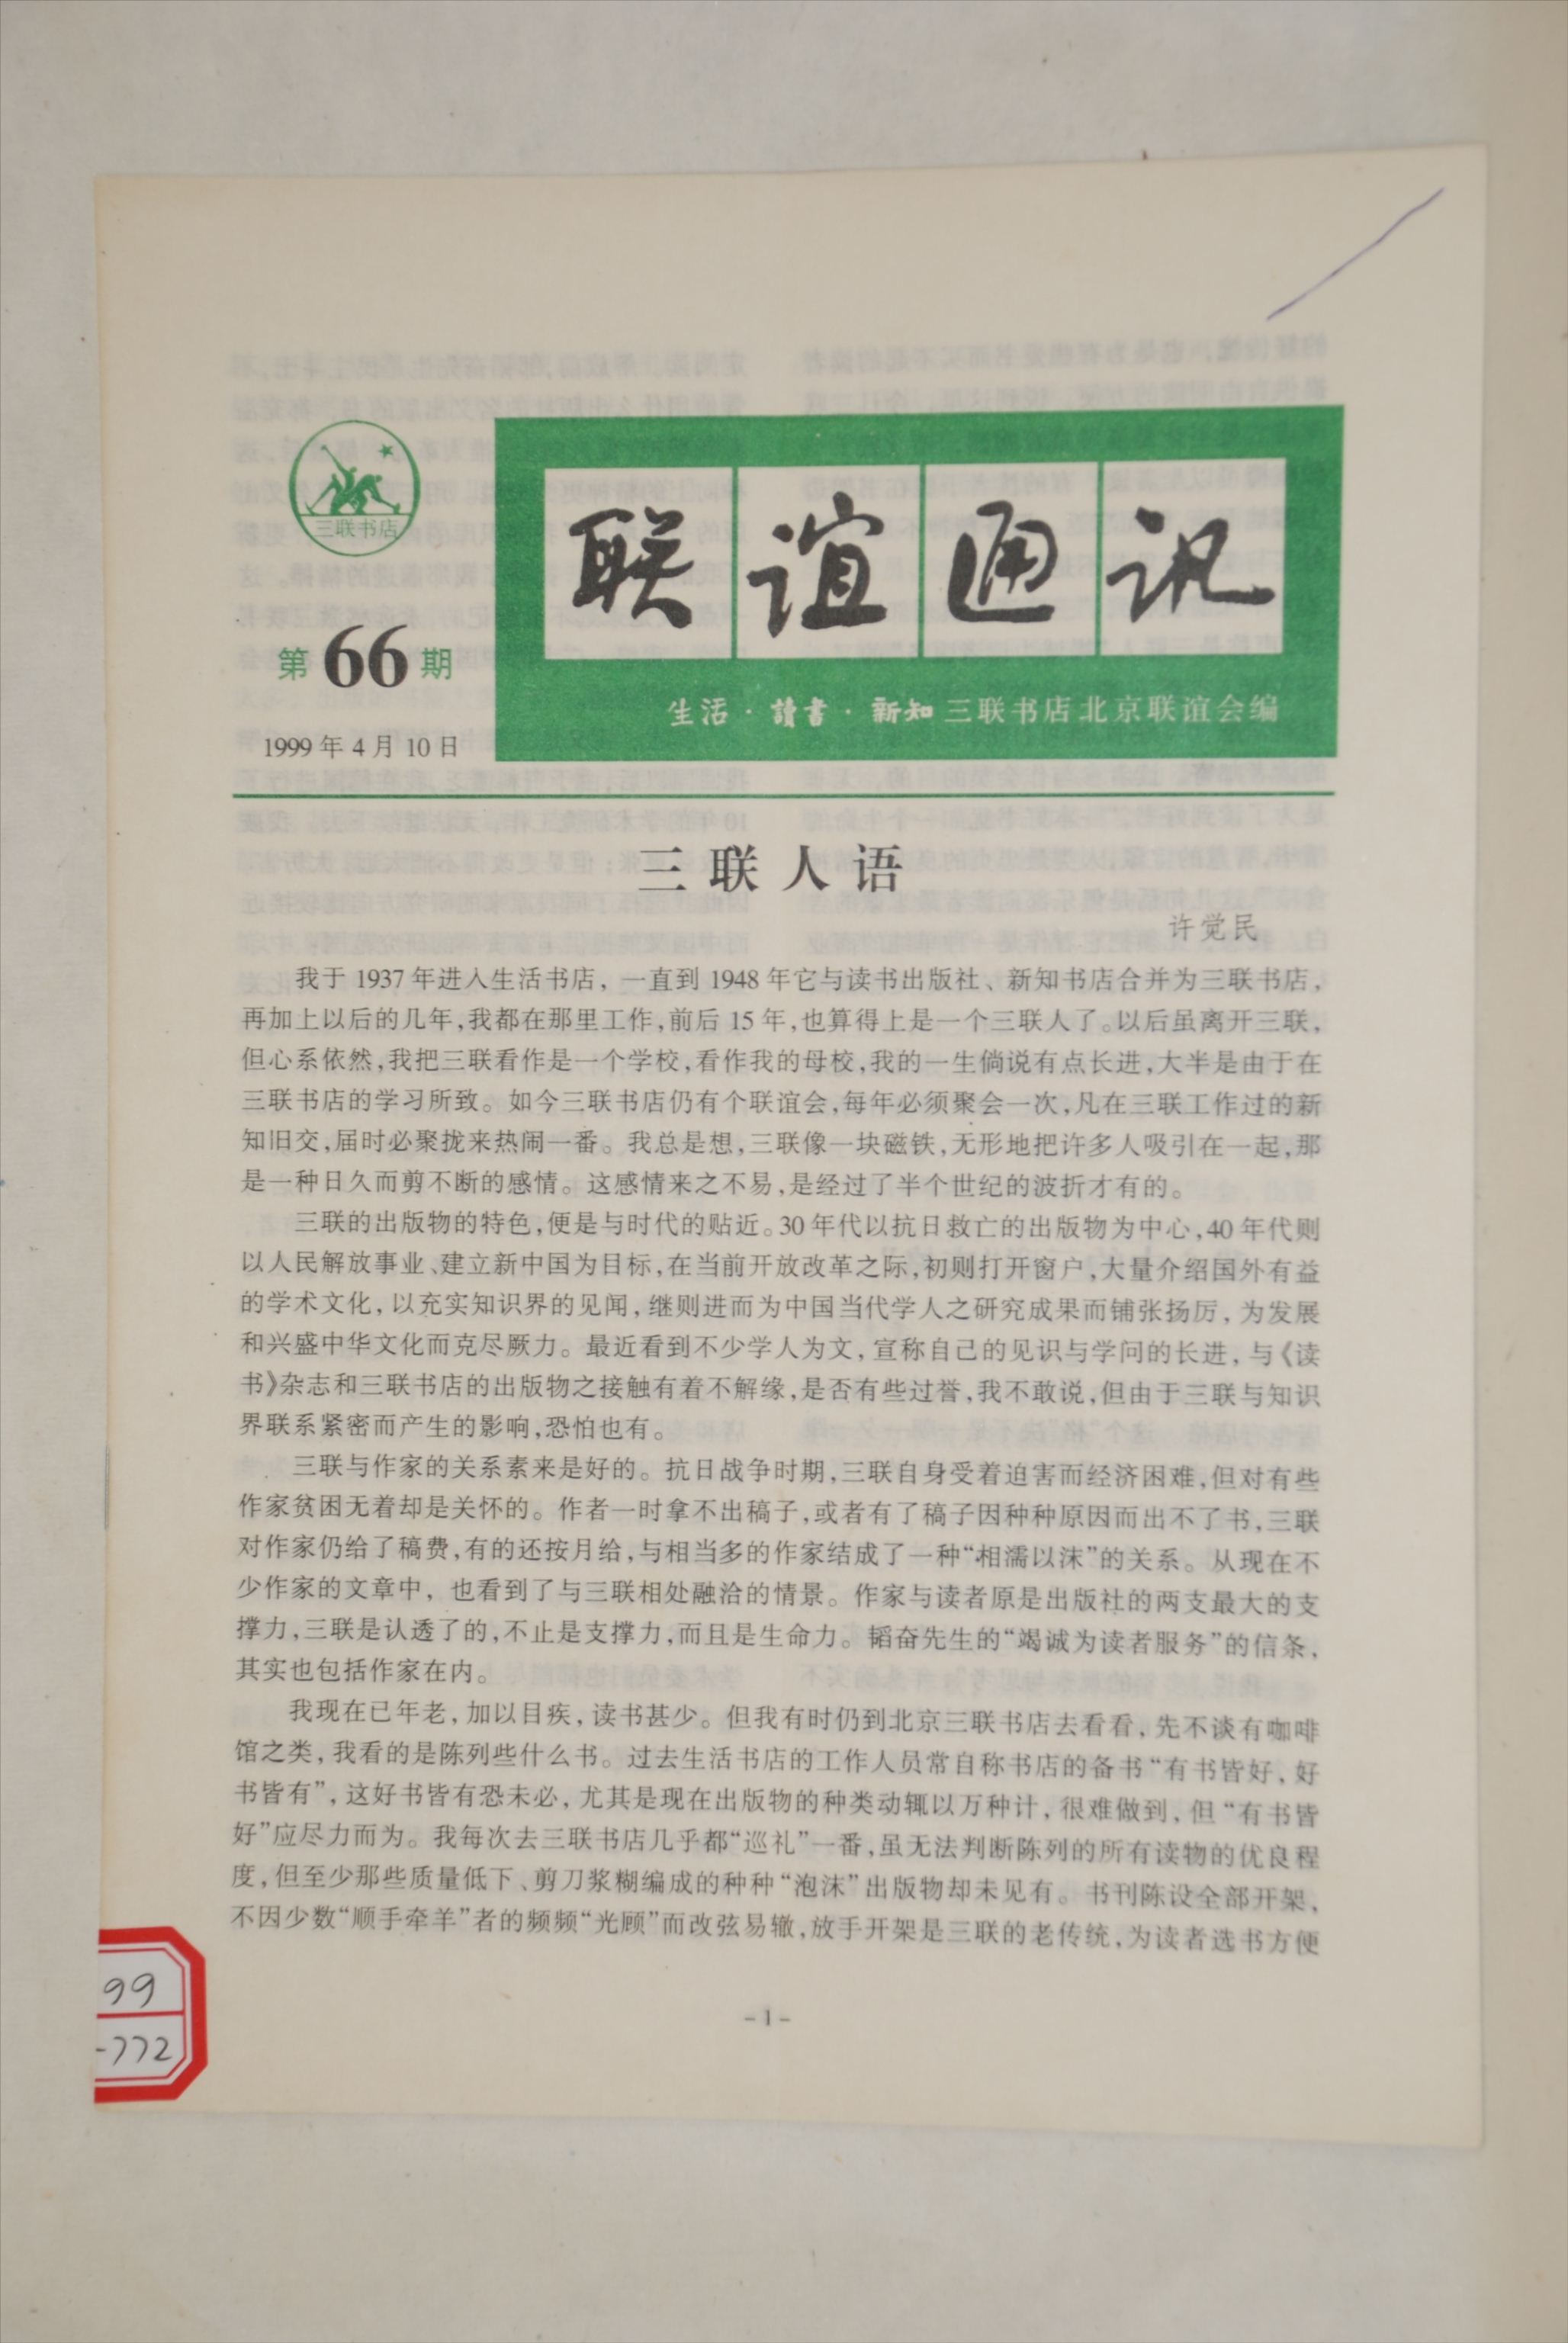 三联书店
联谊通讯
第66期
生活·讀書·新知三联书店北京联谊会编
1999年4月10日
三联人语
许觉民
我于1937年进入生活书店，一直到1948年它与读书出版社、新知书店合并为三联书店，
再加上以后的几年，我都在那里工作，前后15年，也算得上是一个三联人了。以后虽离开三联，
但心系依然，我把三联看作是一个学校，看作我的母校，我的一生倘说有点长进，大半是由于在
三联书店的学习所致。如今三联书店仍有个联谊会，每年必须聚会一次，凡在三联工作过的新
知旧交，届时必聚拢来热闹一番。我总是想，三联像一块磁铁，无形地把许多人吸引在一起，那
是一种日久而剪不断的感情。这感情来之不易，是经过了半个世纪的波折才有的。
三联的出版物的特色，便是与时代的贴近。30年代以抗日救亡的出版物为中心，40年代则
以人民解放事业、建立新中国为目标，在当前开放改革之际，初则打开窗户，大量介绍国外有益
的学术文化，以充实知识界的见闻，继则进而为中国当代学人之研究成果而铺张扬厉，为发展
和兴盛中华文化而克尽厥力。最近看到不少学人为文，宣称自己的见识与学问的长进，与《读
书》杂志和三联书店的出版物之接触有着不解缘，是否有些过誉，我不敢说，但由于三联与知识
界联系紧密而产生的影响，恐怕也有。
三联与作家的关系素来是好的。抗日战争时期，三联自身受着迫害而经济困难，但对有些
作家贫困无着却是关怀的。作者一时拿不出稿子，或者有了稿子因种种原因而出不了书，三联
对作家仍给了稿费，有的还按月给，与相当多的作家结成了一种“相濡以沫”的关系。从现在不
少作家的文章中，也看到了与三联相处融洽的情景。作家与读者原是出版社的两支最大的支
撑力，三联是认透了的，不止是支撑力，而且是生命力。韬奋先生的“竭诚为读者服务”的信条，
其实也包括作家在内。
我现在已年老，加以目疾，读书甚少。但我有时仍到北京三联书店去看看，先不谈有咖啡
馆之类，我看的是陈列些什么书。过去生活书店的工作人员常自称书店的备书“有书皆好，好
书皆有”，这好书皆有恐未必，尤其是现在出版物的种类动辄以万种计，很难做到，但“有书皆
好”应尽力而为。我每次去三联书店几乎都“巡礼”一番，虽无法判断陈列的所有读物的优良程
度，但至少那些质量低下、剪刀浆糊编成的种种“泡沫”出版物却未见有。书刊陈设全部开架，
不因少数“顺手牵羊”者的频频“光顾”而改弦易辙，放手开架是三联的老传统，为读者选书方便
99
-772
-1-